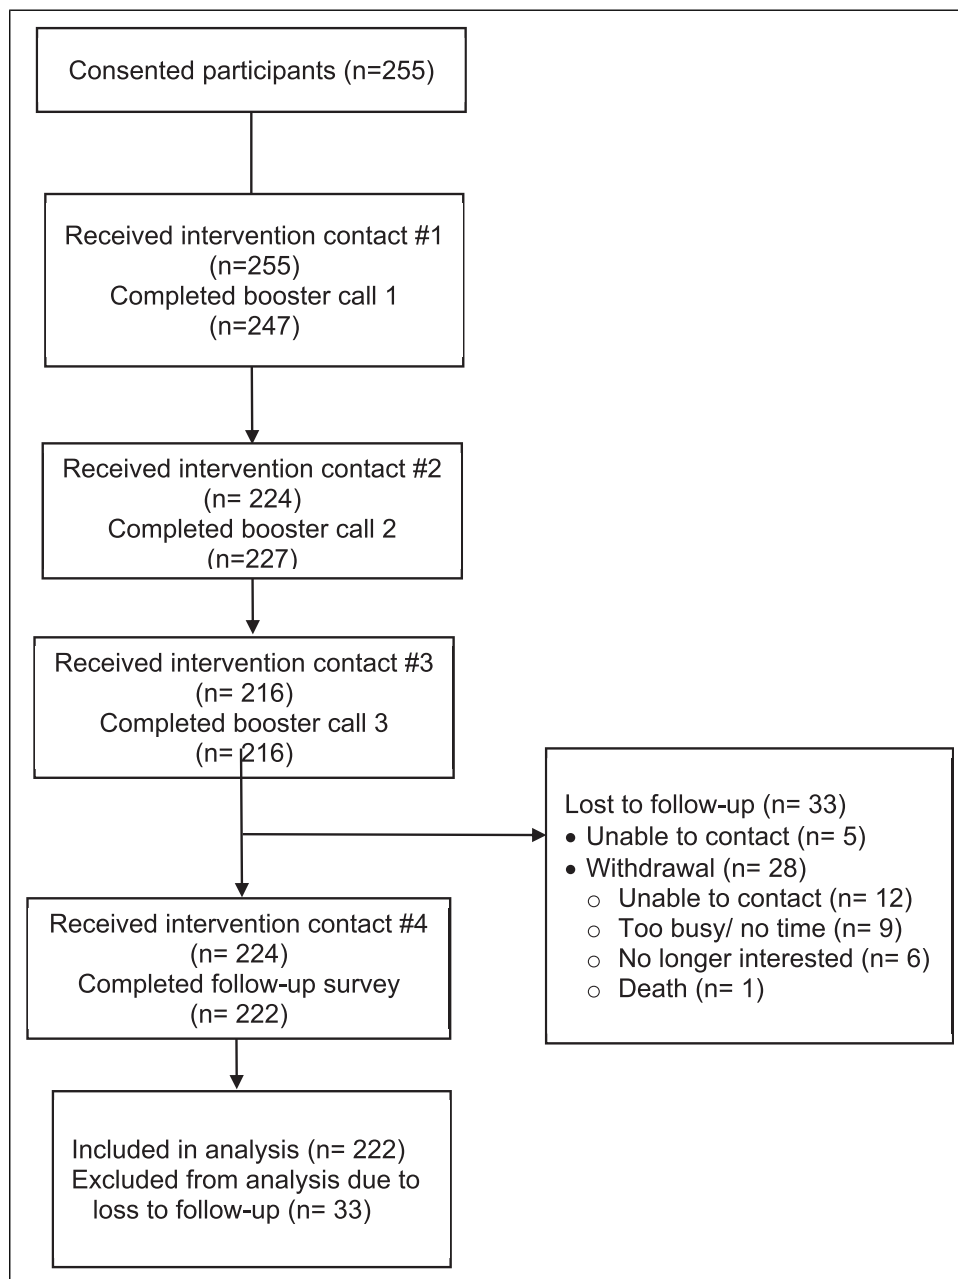 Consented participants (n=255)
Received intervention contact #1
(n=255)
Completed booster call 1
(n=247)
Received intervention contact #2
(n= 224)
Completed booster call 2
(n=227)
Received intervention contact #3
(n= 216)
Completed booster call 3
(n= 216)
Lost to follow-up (n= 33)
• Unable to contact (n= 5)
• Withdrawal (n= 28)
o Unable to contact (n= 12)
o Too busy/ no time (n= 9)
o No longer interested (n= 6)
o Death (n= 1)
Received intervention contact #4
(n= 224)
Completed follow-up survey
(n= 222)
Included in analysis (n= 222)
Excluded from analysis due to
loss to follow-up (n= 33)